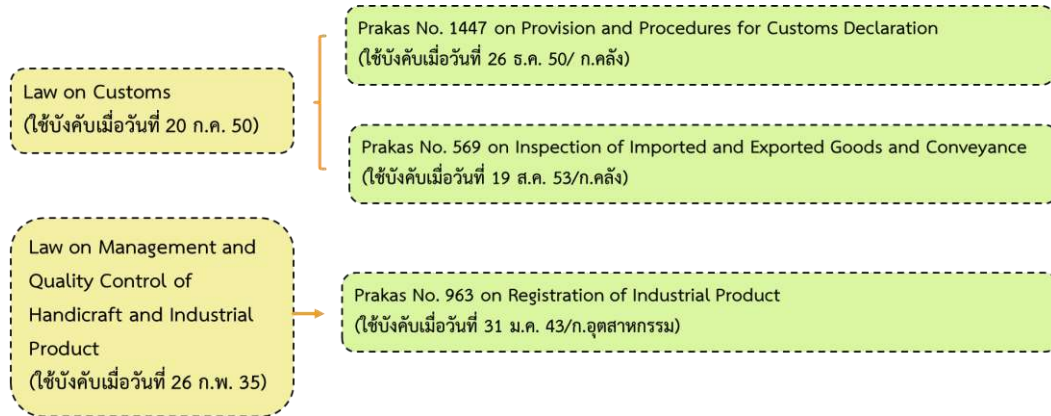 Law on Customs
(ใช้บังคับเมื่อวันที่ 20 ก.ค. 50)
Prakas No. 1447 on Provision and Procedures for Customs Declaration
(ใช้บังคับเมื่อวันที่ 26 ธ.ค. 50/ ก.คลัง)
Prakas No. 569 on Inspection of Imported and Exported Goods and Conveyance
(ใช้บังคับเมื่อวันที่ 19 ส.ค. 53/ก.คลัง)
Law on Management and
Quality Control of
Handicraft and Industrial
Product
(ใช้บังคับเมื่อวันที่ 26 ก.พ. 35)
Prakas No. 963 on Registration of Industrial Product
(ใช้บังคับเมื่อวันที่ 31 ม.ค. 43/ก.อุตสาหกรรม)